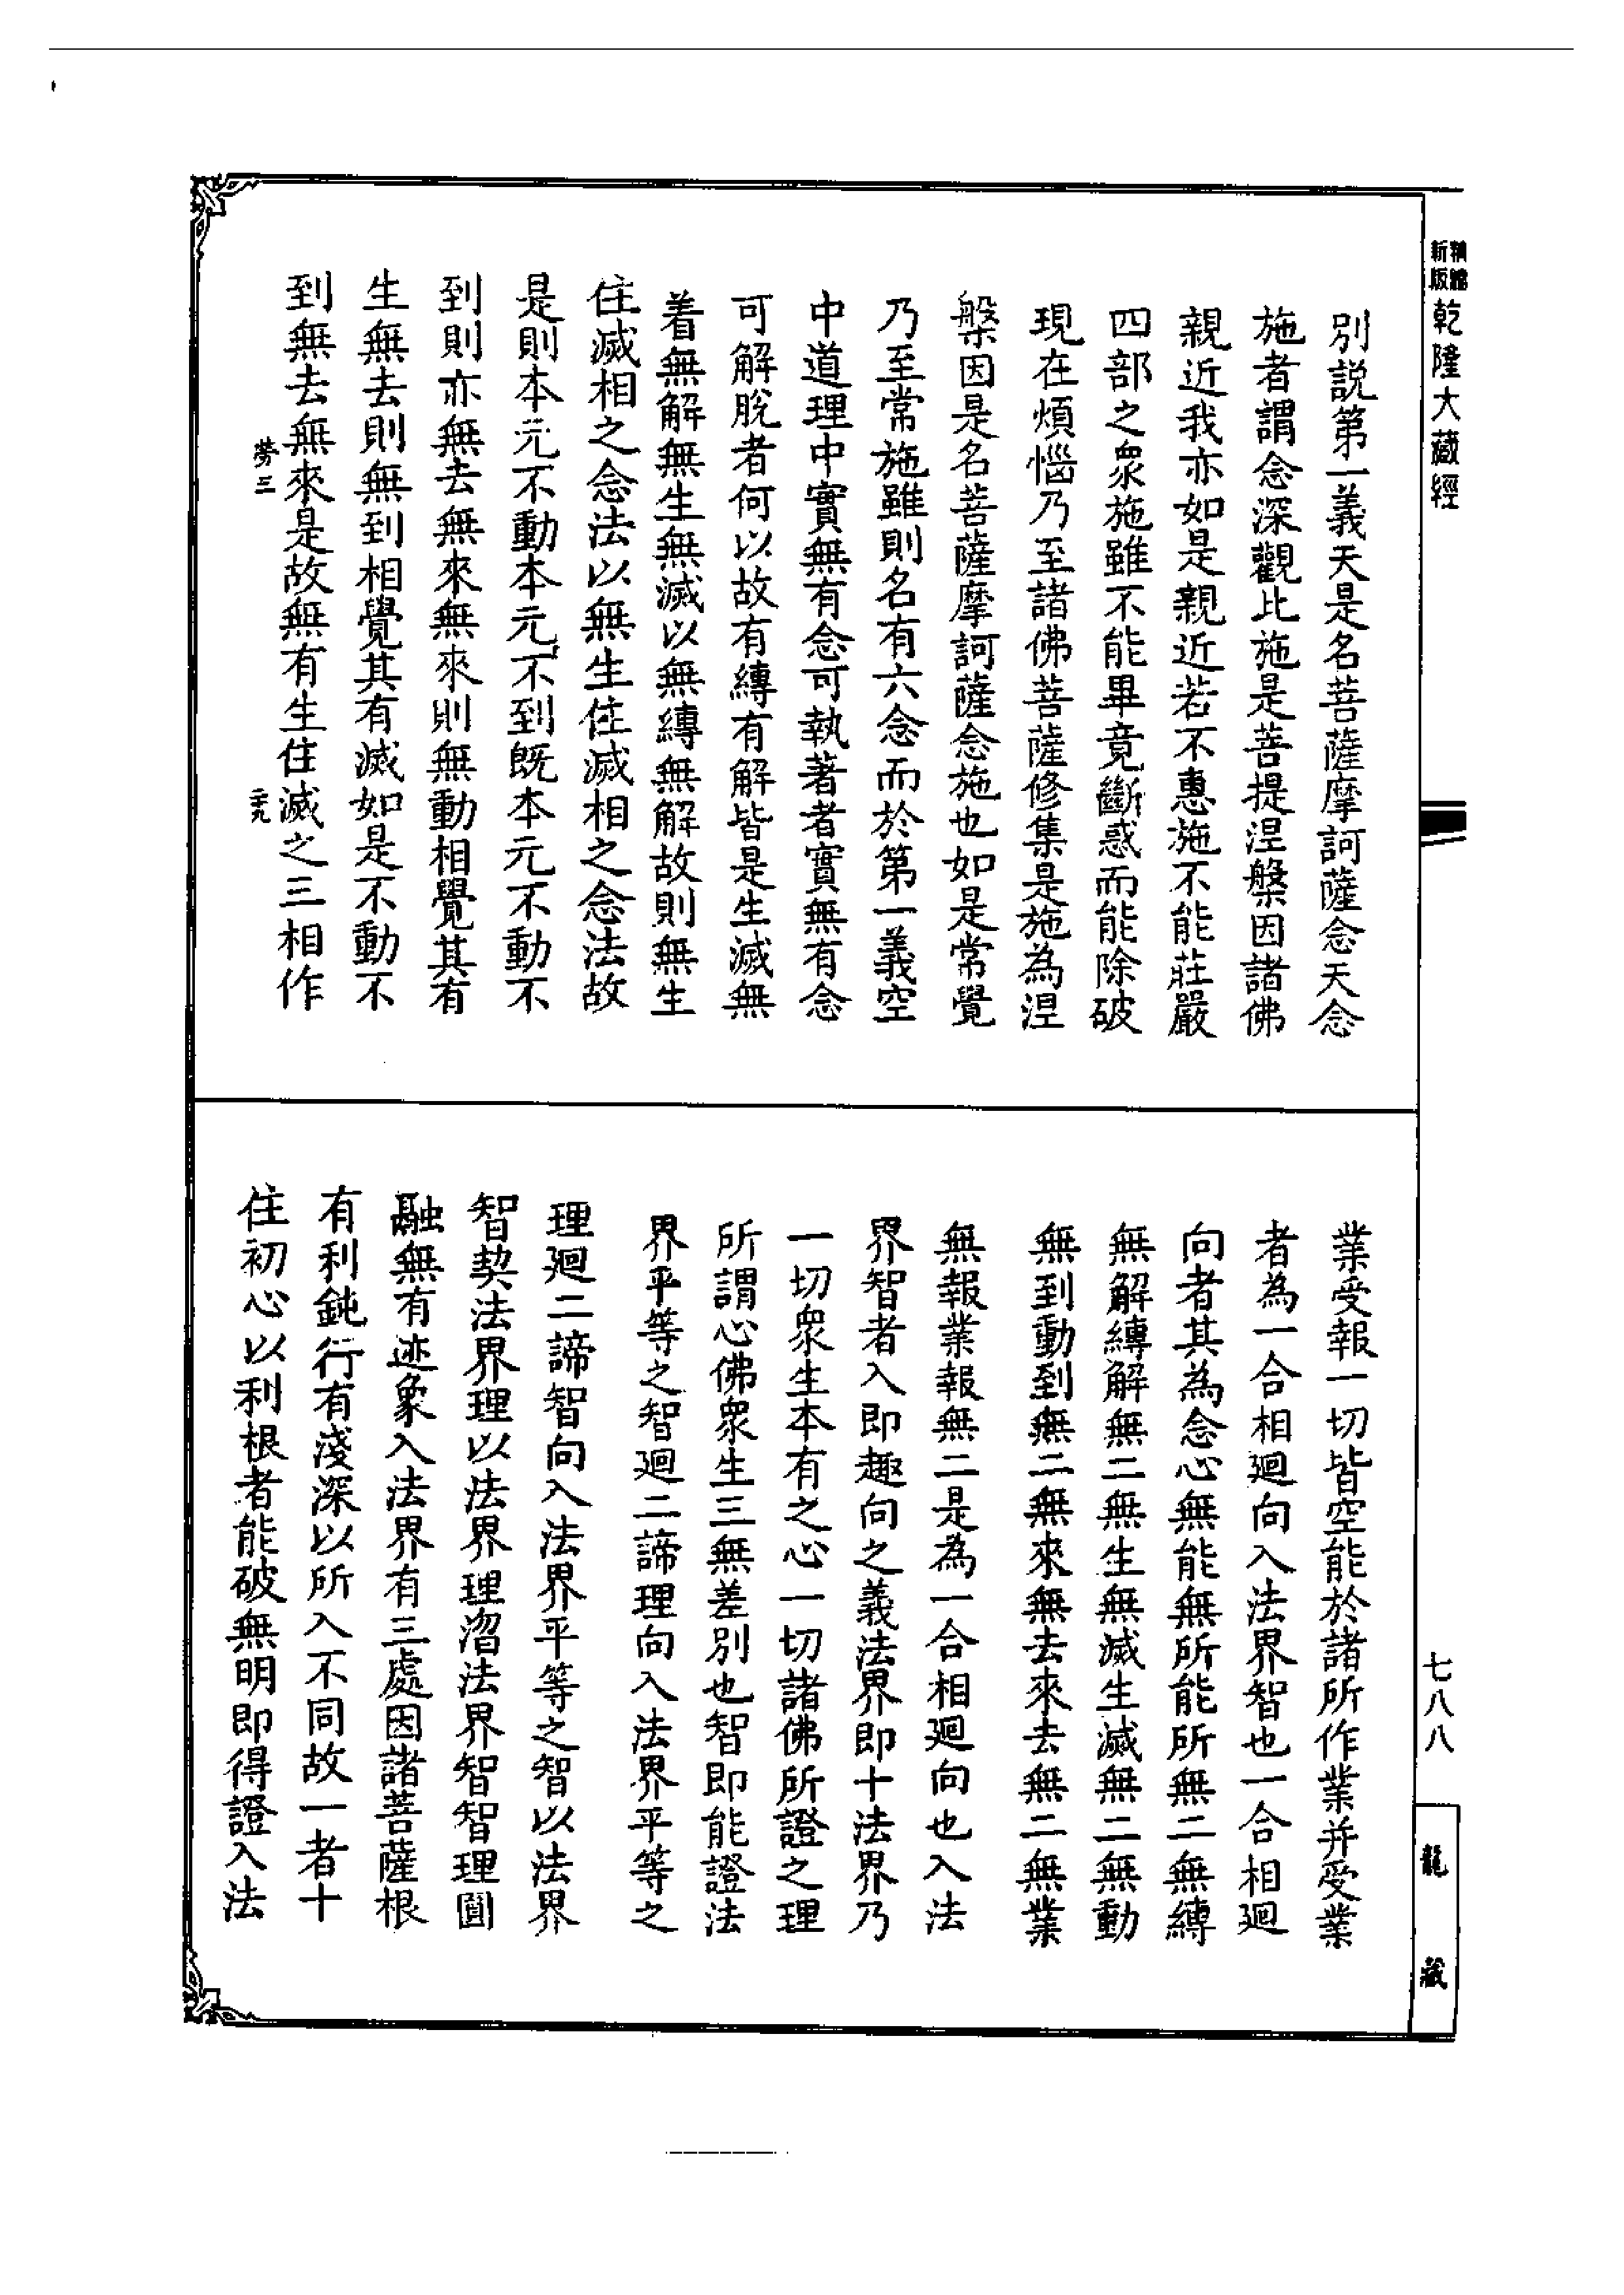 精縮新版乾隆大藏經
別説第一義天是名菩薩摩訶薩念天念
施者謂念深觀比施是菩提涅槃因諸佛
親近我亦如是親近若不惠施不能莊嚴
四部之衆施雖不能畢竟斷惑而能除破
現在煩惱乃至諸佛菩薩修集是施為涅
槃因是名菩薩摩訶薩念施也如是常覺
乃至常施雖則名有六念而於第一義空
中道理中實無有念可執著者實無有念
可解脫者何以故有縛有解皆是生滅無
着無解無生無滅以無縛無解故則無生
住滅相之念法以無生住滅相之念法故
是則本元不動本元不到既本元不動不
到則亦無去無來無來則無動相覺其有
生無去則無到相覺其有滅如是不動不
到無去無來是故無有生住滅之三相作
勞三
二九
業受報一切皆空能於諸所作業并受業
者為一合相廻向入法界智也一合相廻
向者其為念心無能無所能所無二無縛
無解縛解無二無生無滅生滅無二無動
無到動到無二無來無去來去無二無業
無報業報無二是為一合相廻向也入法
界智者入即趣向之義法界即十法界乃
一切衆生本有之心一切諸佛所證之理
所謂心佛衆生三無差別也智即能證法
界平等之智廻二諦理向入法界平等之
理廻二諦智向入法界平等之智以法界
智契法界理以法界理㳷法界智智理圓
融無有迹象入法界有三處因諸菩薩根
有利鈍行有淺深以所入不同故一者十
住初心以利根者能破無明即得證入法
七八八
龍藏